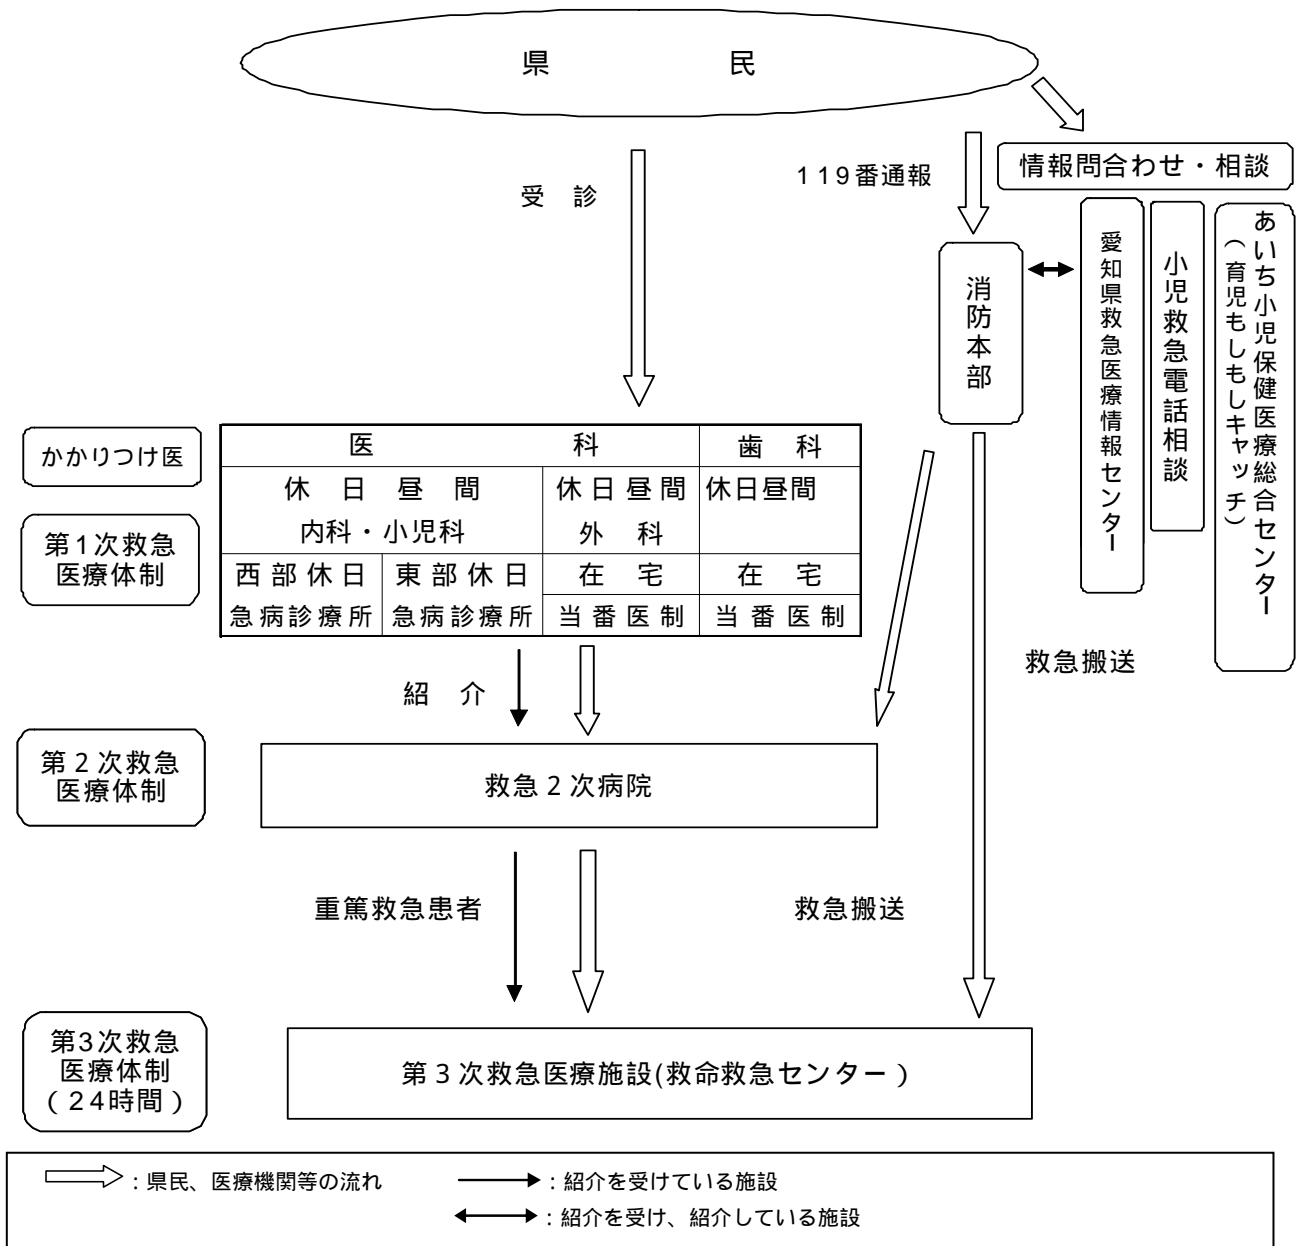 県 民
受 診
119番通報
情報問合わせ・相談
消防本部
愛知県救急医療情報センター
小児救急電話相談
あいち小児保健医療総合センター
(育児もしもしキャッチ)
かかりつけ医
第1次救急
医療体制
医 科 歯 科
休 日 昼 間 休日昼間 休日昼間
内科・小児科 外 科
西部休日 東部休日 在 宅 在 宅
急病診療所 急病診療所 当番医制 当番医制
救急搬送
紹 介
第2次救急
医療体制
救急2次病院
重篤救急患者 救急搬送
第3次救急
医療体制
(24時間)
第3次救急医療施設(救命救急センター)
:県民、医療機関等の流れ :紹介を受けている施設
:紹介を受け、紹介している施設